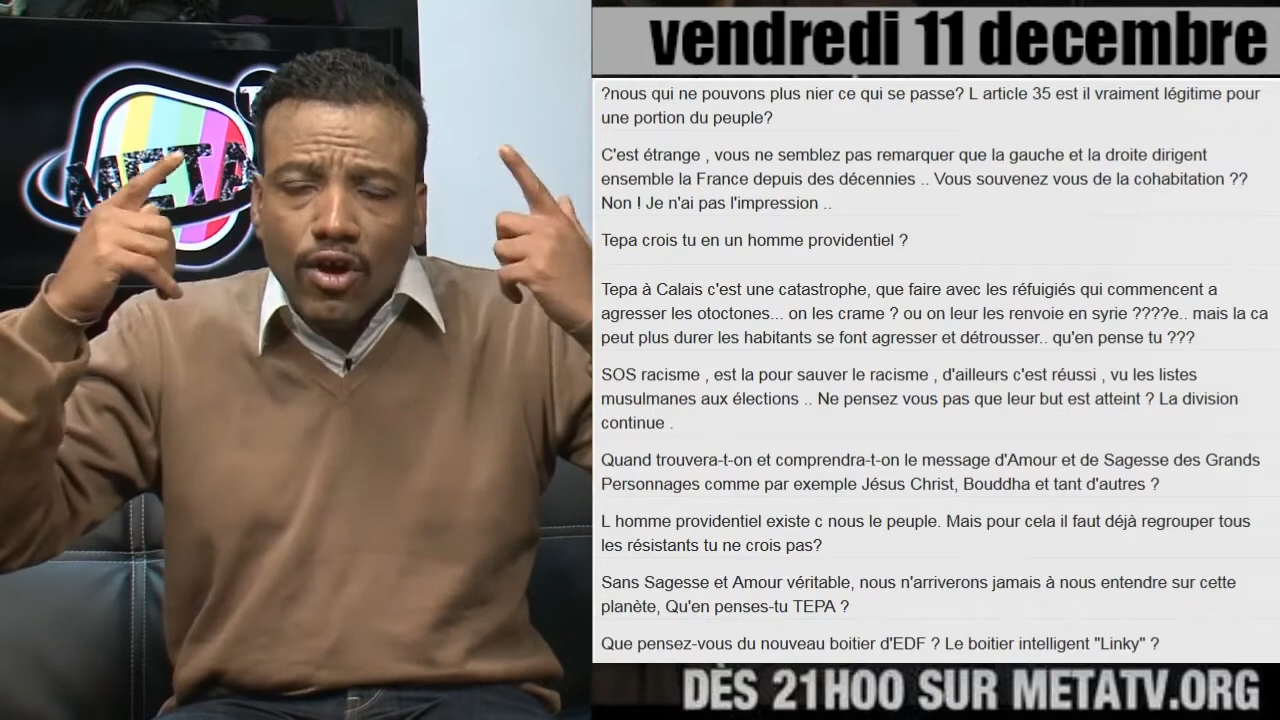 META
vendredi 11 decembre
?nous qui ne pouvons plus nier ce qui se passe? L article 35 est il vraiment légitime pour
une portion du peuple?
C'est étrange , vous ne semblez pas remarquer que la gauche et la droite dirigent
ensemble la France depuis des décennies .. Vous souvenez vous de la cohabitation ??
Non ! Je n'ai pas l'impression ..
Tepa crois tu en un homme providentiel ?
Tepa à Calais c'est une catastrophe, que faire avec les réfuigiés qui commencent a
agresser les otoctones... on les crame ? ou on leur les renvoie en syrie ????e.. mais la ca
peut plus durer les habitants se font agresser et détrousser.. qu'en pense tu ???
SOS racisme , est la pour sauver le racisme , d'ailleurs c'est réussi , vu les listes
musulmanes aux élections .. Ne pensez vous pas que leur but est atteint ? La division
continue .
Quand trouvera-t-on et comprendra-t-on le message d'Amour et de Sagesse des Grands
Personnages comme par exemple Jésus Christ, Bouddha et tant d'autres ?
L homme providentiel existe c nous le peuple. Mais pour cela il faut déjà regrouper tous
les résistants tu ne crois pas?
Sans Sagesse et Amour véritable, nous n'arriverons jamais à nous entendre sur cette
planète, Qu'en penses-tu TEPA ?
Que pensez-vous du nouveau boitier d'EDF ? Le boitier intelligent "Linky" ?
DÈS 21H00 SUR METATV.ORG